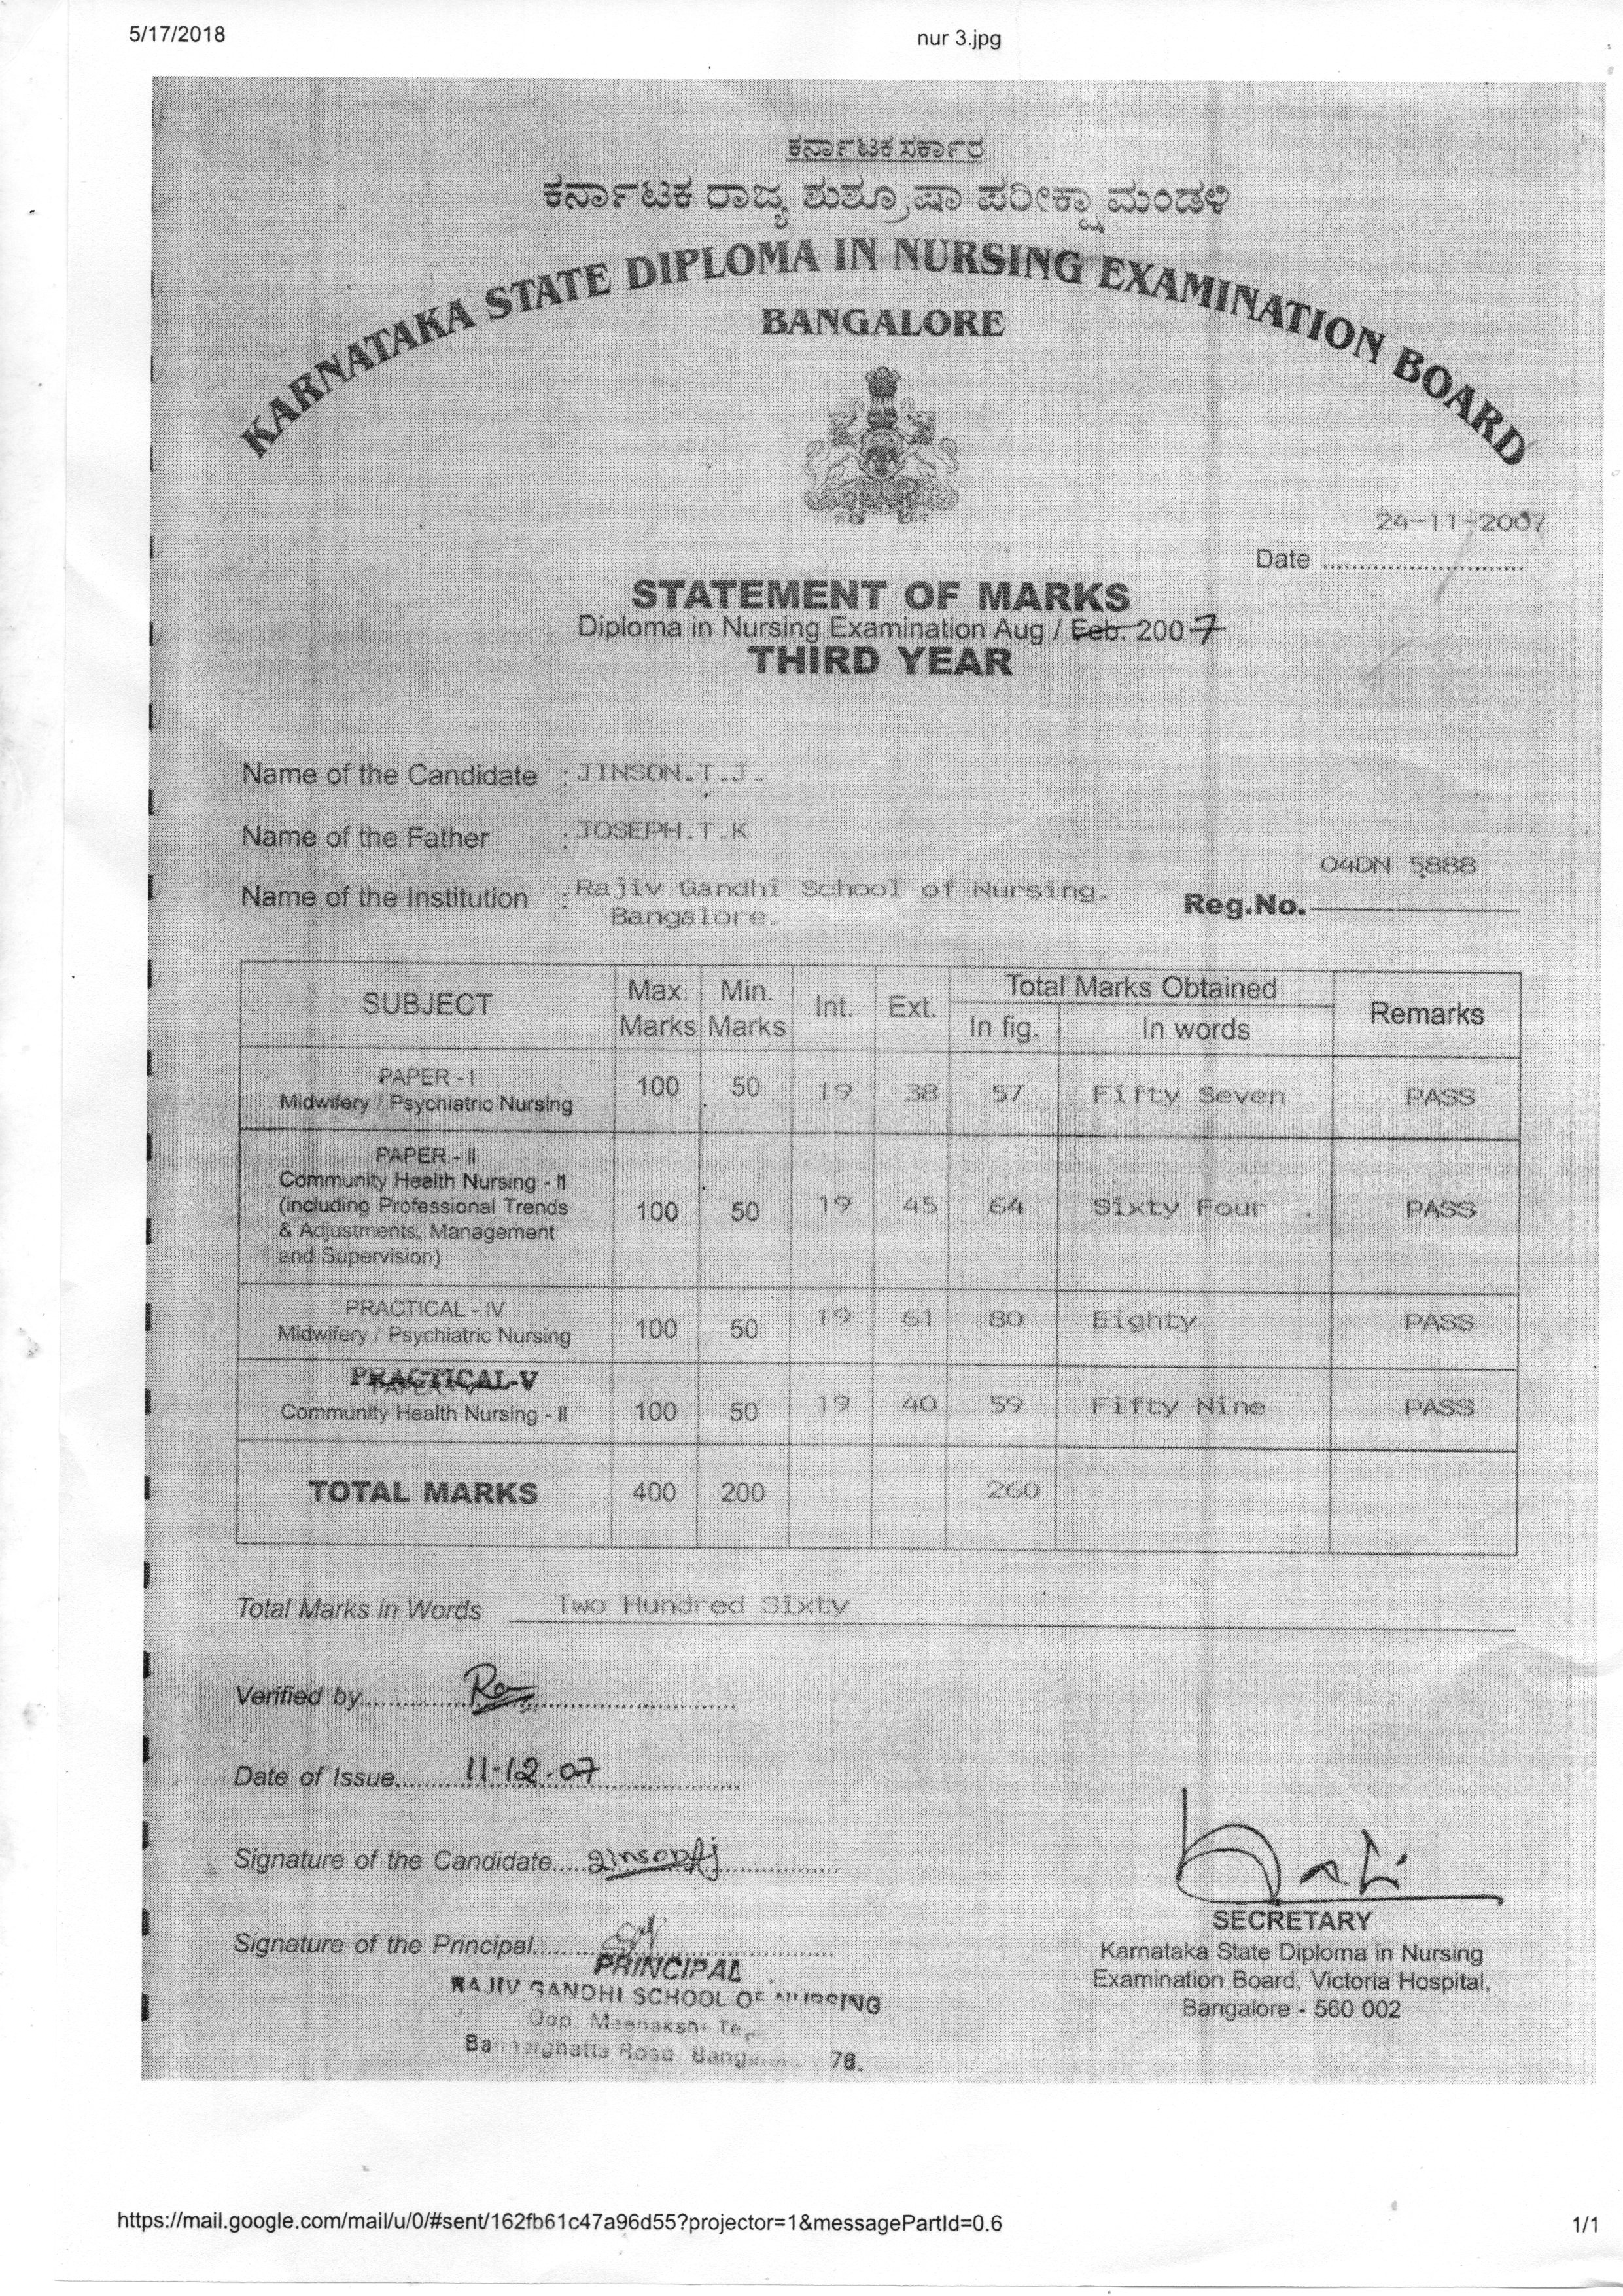 5/17/2018 nur 3.jpg
ಕರ್ನಾಟಕ ಸರ್ಕಾರ
ಕರ್ನಾಟಕ ರಾಜ್ಯ ಶುಶ್ರೂಷಾ ಪರೀಕ್ಷಾ ಮಂಡಳಿ
KARNATAKA STATE DIPLOMA IN NURSING EXAMINATION BOARD
BANGALORE
24-11-2007
Date
STATEMENT OF MARKS
Diploma in Nursing Examination Aug / Feb. 2007
THIRD YEAR
Name of the Candidate : JINSON.T.J.
Name of the Father : JOSEPH.T.K
04DN 5888
Name of the Institution : Rajiv Gandhi School of Nursing.
Bangalore.
Reg.No.
SUBJECT Max. Marks Min. Marks Int. Ext. Total Marks Obtained Remarks
In fig. In words
PAPER - I
Midwifery / Psychiatric Nursing 100 50 19 38 57 Fifty Seven PASS
PAPER - II
Community Health Nursing - II
(including Professional Trends 100 50 19 45 64 Sixty Four PASS
& Adjustments, Management
and Supervision)
PRACTICAL - IV
Midwifery / Psychiatric Nursing 100 50 19 61 80 Eighty PASS
PRACTICAL-V
Community Health Nursing - II 100 50 19 40 59 Fifty Nine PASS
TOTAL MARKS 400 200 260
Total Marks in Words Two Hundred Sixty
Verified by
Date of Issue 11-12-07
Signature of the Candidate Jinson
Signature of the Principal
PRINCIPAL
RAJIV GANDHI SCHOOL OF NURSING
Opp. Meenakshi
Bannerghatta Road 78.
SECRETARY
Karnataka State Diploma in Nursing
Examination Board, Victoria Hospital,
Bangalore - 560 002
https://mail.google.com/mail/u/0/#sent/162fb61c47a96d55?projector=1&messagePartId=0.6 1/1